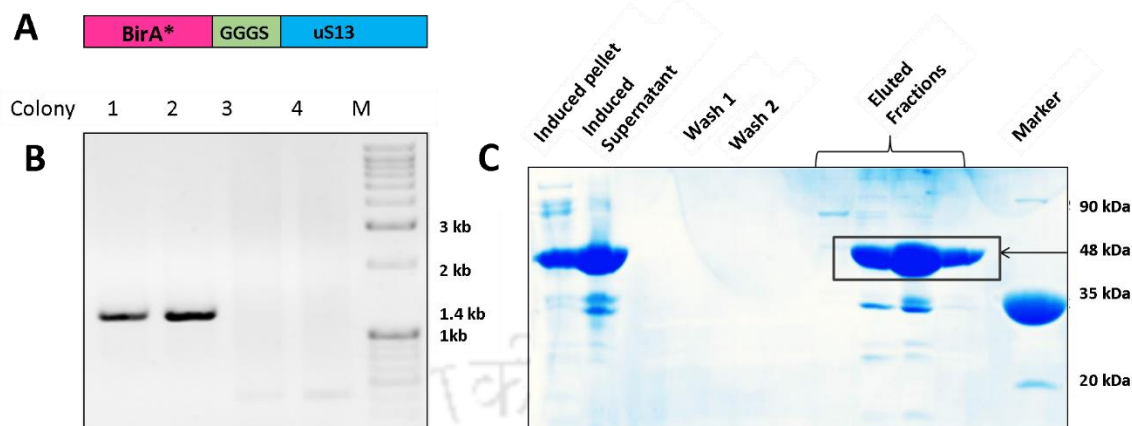 A
BirA*
GGGS
uS13
Colony 1 2 3 4 M
B
3 kb
2 kb
1.4 kb
1kb
C
Induced pellet
Induced
Supernatant
Wash 1
Wash 2
Eluted
Fractions
Marker
90 kDa
48 kDa
35 kDa
20 kDa